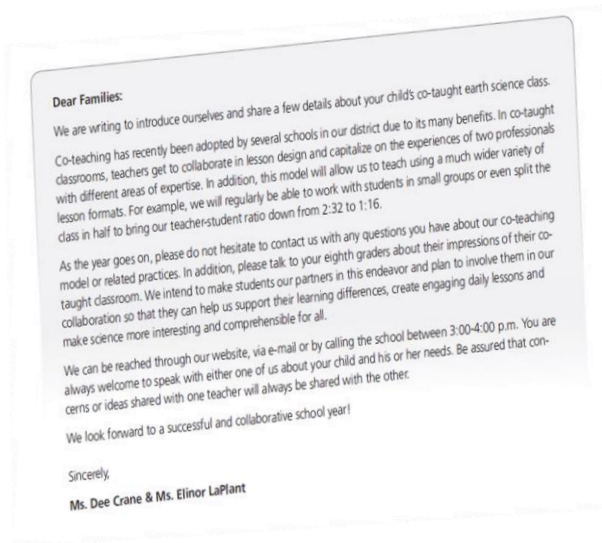 Dear Families:
We are writing to introduce ourselves and share a few details about your child's co-taught earth science class.
Co-teaching has recently been adopted by several schools in our district due to its many benefits. In co-taught
classrooms, teachers get to collaborate in lesson design and capitalize on the experiences of two professionals
with different areas of expertise. In addition, this model will allow us to teach using a much wider variety of
lesson formats. For example, we will regularly be able to work with students in small groups or even split the
class in half to bring our teacher-student ratio down from 2:32 to 1:16.
As the year goes on, please do not hesitate to contact us with any questions you have about our co-teaching
model or related practices. In addition, please talk to your eighth graders about their impressions of their co-
taught classroom. We intend to make students our partners in this endeavor and plan to involve them in our
collaboration so that they can help us support their learning differences, create engaging daily lessons and
make science more interesting and comprehensible for all.
We can be reached through our website, via e-mail or by calling the school between 3:00-4:00 p.m. You are
always welcome to speak with either one of us about your child and his or her needs. Be assured that con-
cerns or ideas shared with one teacher will always be shared with the other.
We look forward to a successful and collaborative school year!
Sincerely,
Ms. Dee Crane & Ms. Elinor LaPlant